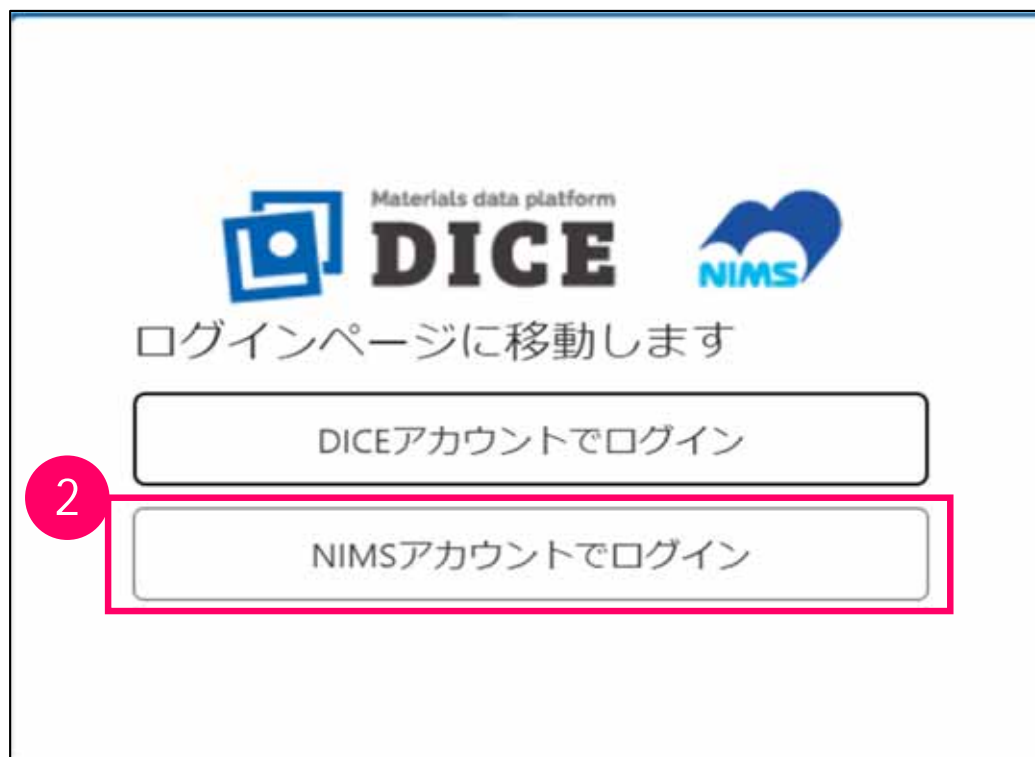 Materials data platform
DICE
NIMS
ログインページに移動します
DICEアカウントでログイン
2
NIMSアカウントでログイン